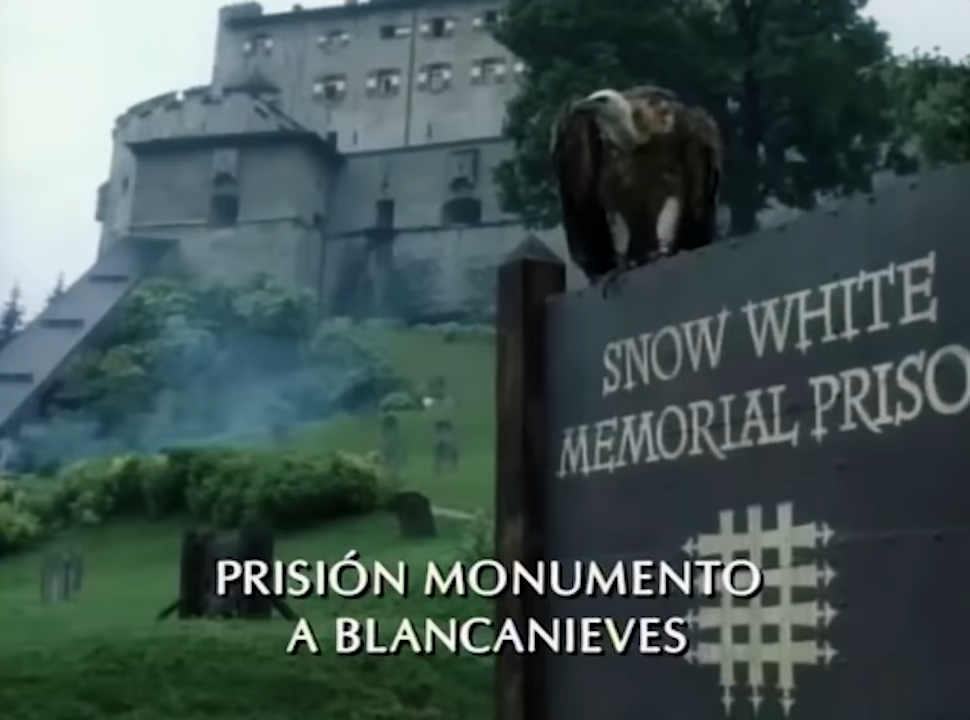 SNOW WHITE
MEMORIAL PRISO
PRISIÓN MONUMENTO
A BLANCANIEVES